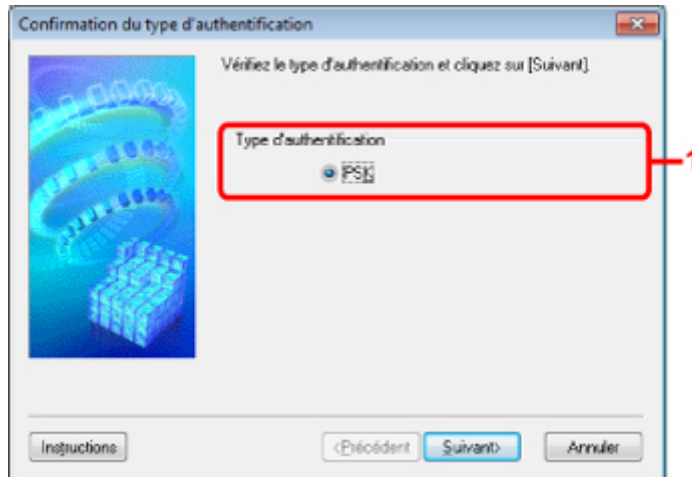 Confirmation du type d'authentification
Vérifiez le type d'authentification et cliquez sur [Suivant].
Type d'authentification
PSK
1
Instructions
<Précédent
Suivant>
Annuler